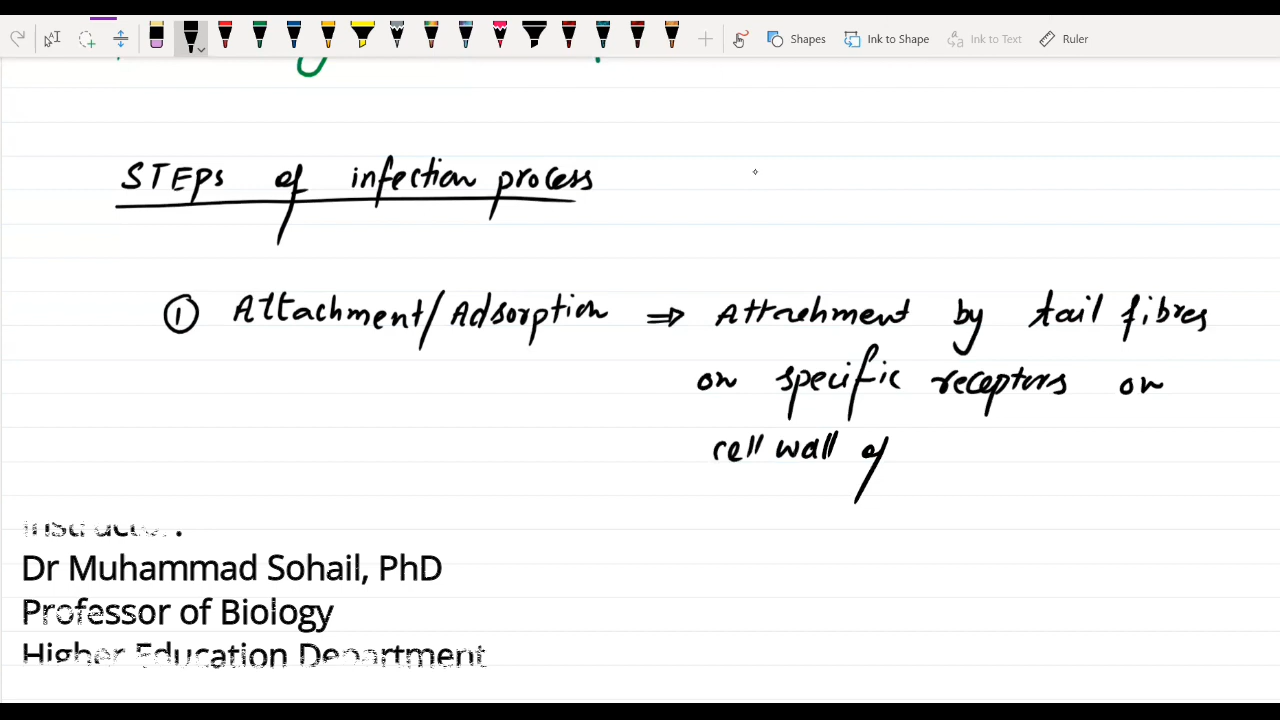 Shapes Ink to Shape Ink to Text Ruler
STEPs of infection process
① Attachment/Adsorption ⇒ Attachment by tail fibres
on specific receptors on
cell wall of
Dr Muhammad Sohail, PhD
Professor of Biology
Higher Education Department